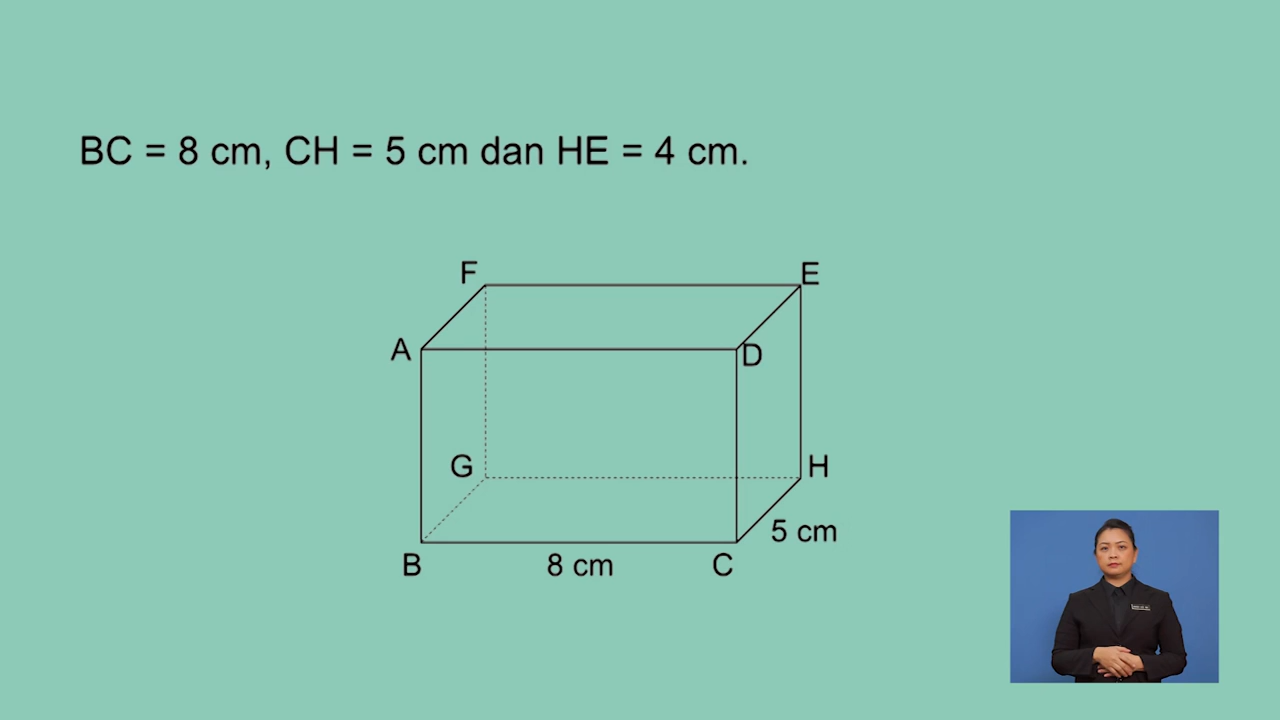 BC = 8 cm, CH = 5 cm dan HE = 4 cm.
F
E
A
D
G
H
5 cm
B
8 cm
C